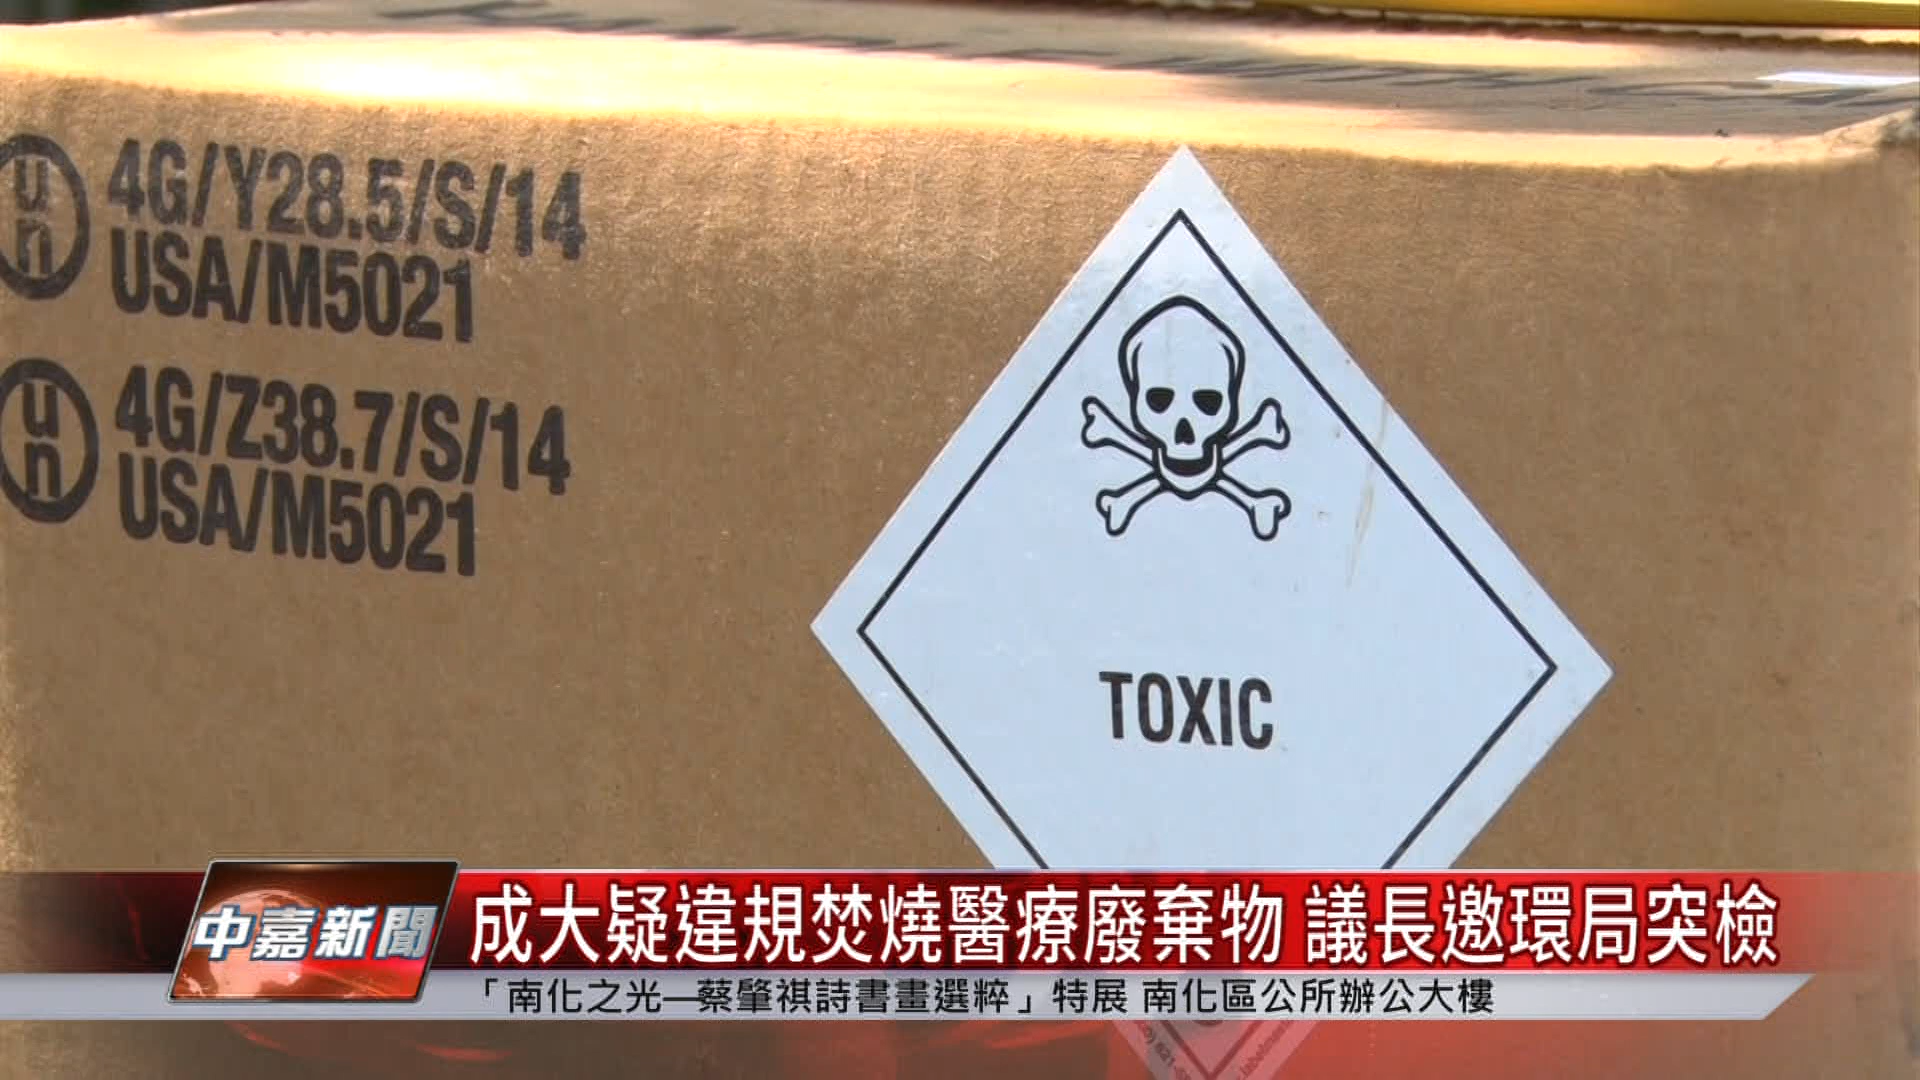 un 4G/Y28.5/S/14
USA/M5021
un 4G/Z38.7/S/14
USA/M5021
TOXIC
中嘉新聞
成大疑違規焚燒醫療廢棄物 議長邀環局突檢
「南化之光—蔡肇祺詩書畫選粹」特展 南化區公所辦公大樓